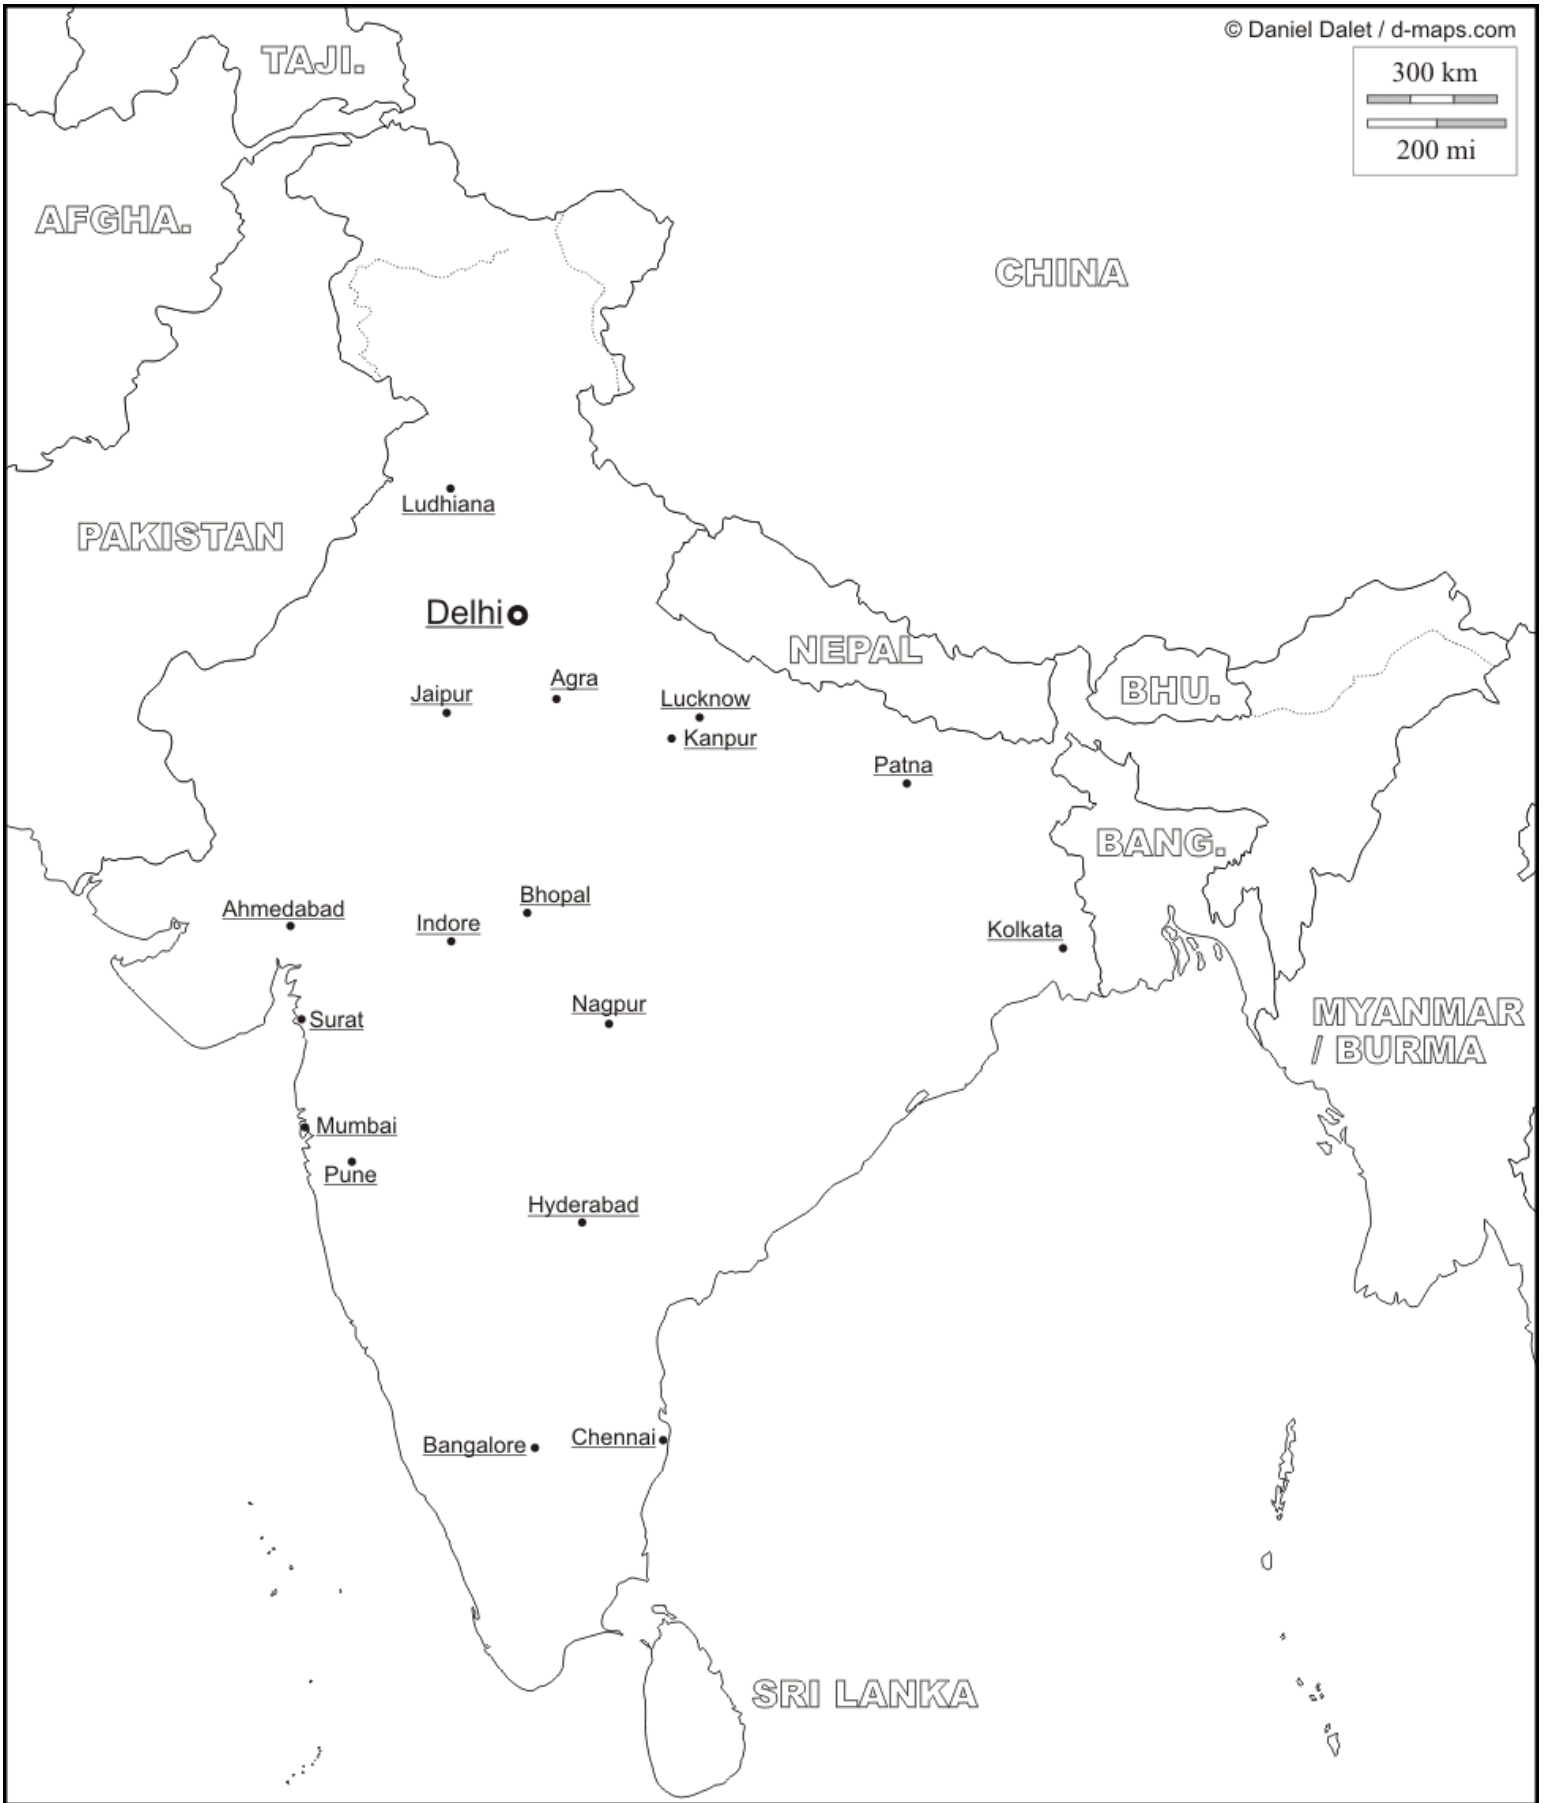 © Daniel Dalet / d-maps.com
TAJI.
300 km
200 mi
AFGHA.
CHINA
Ludhiana
PAKISTAN
Delhi
NEPAL
Agra
Jaipur
BHU.
Lucknow
Kanpur
Patna
BANG.
Bhopal
Ahmedabad
Indore
Kolkata
Nagpur
MYANMAR
/ BURMA
Surat
Mumbai
Pune
Hyderabad
Chennai
Bangalore
SRI LANKA